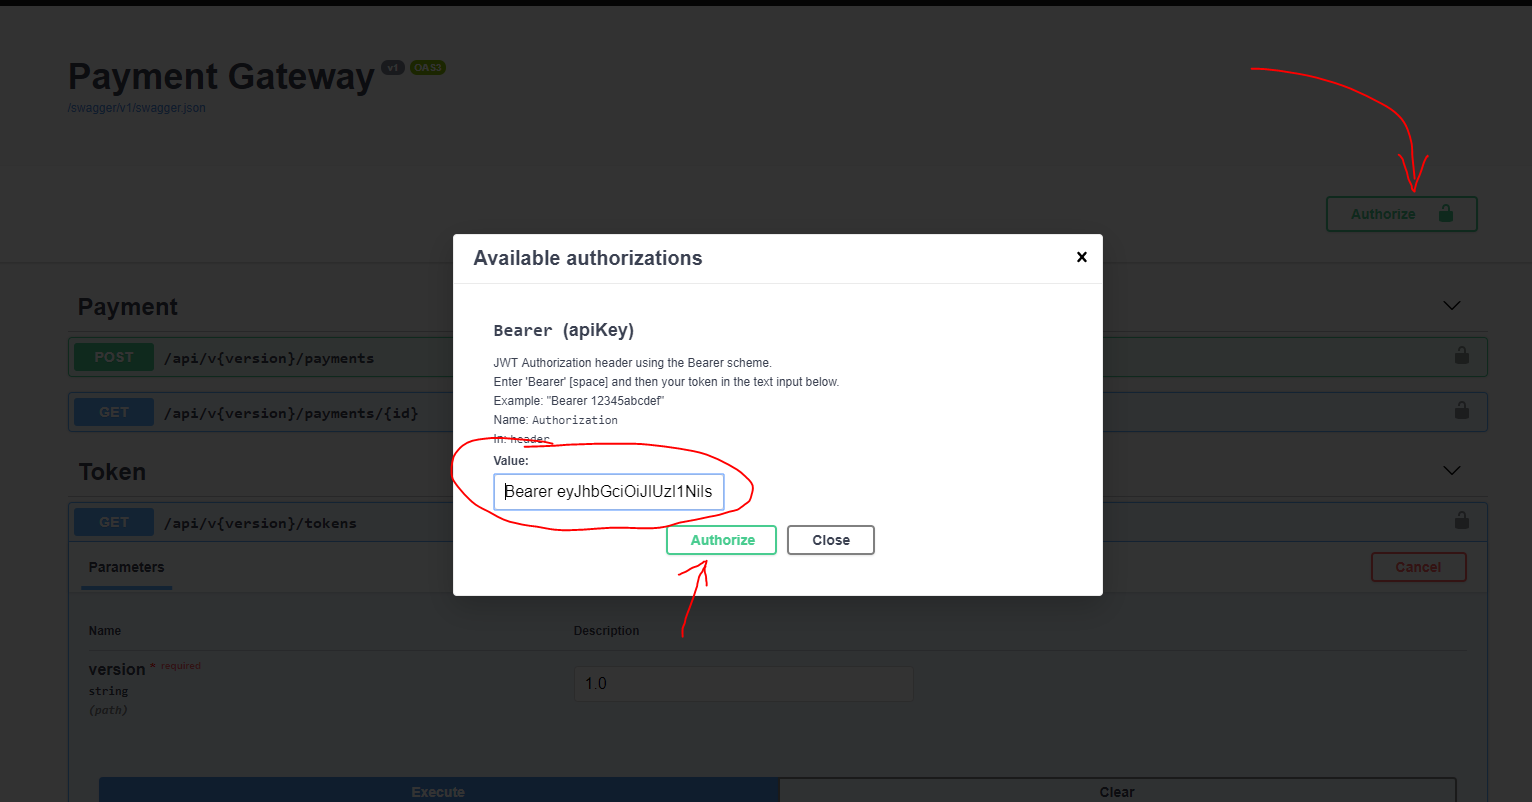 Payment Gateway v1 OAS3
/swagger/v1/swagger.json
Authorize
Available authorizations
Bearer (apiKey)
JWT Authorization header using the Bearer scheme.
Enter 'Bearer' [space] and then your token in the text input below.
Example: "Bearer 12345abcdef"
Name: Authorization
In: header
Value:
Bearer eyJhbGciOiJIUzI1NiIs
Authorize Close
Payment
POST /api/v{version}/payments
GET /api/v{version}/payments/{id}
Token
GET /api/v{version}/tokens
Parameters Cancel
Name Description
version * required
string
(path)
1.0
Execute Clear